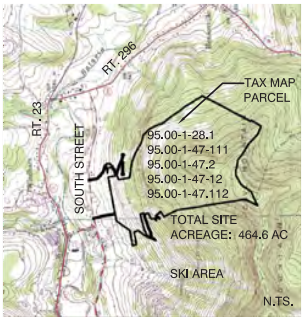 RT. 296
RT. 23
SOUTH STREET
TAX MAP
PARCEL
95.00-1-28.1
95.00-1-47-111
95.00-1-47.2
95.00-1-47-12
95.00-1-47.112
TOTAL SITE
ACREAGE: 464.6 AC
SKI AREA
N.TS.